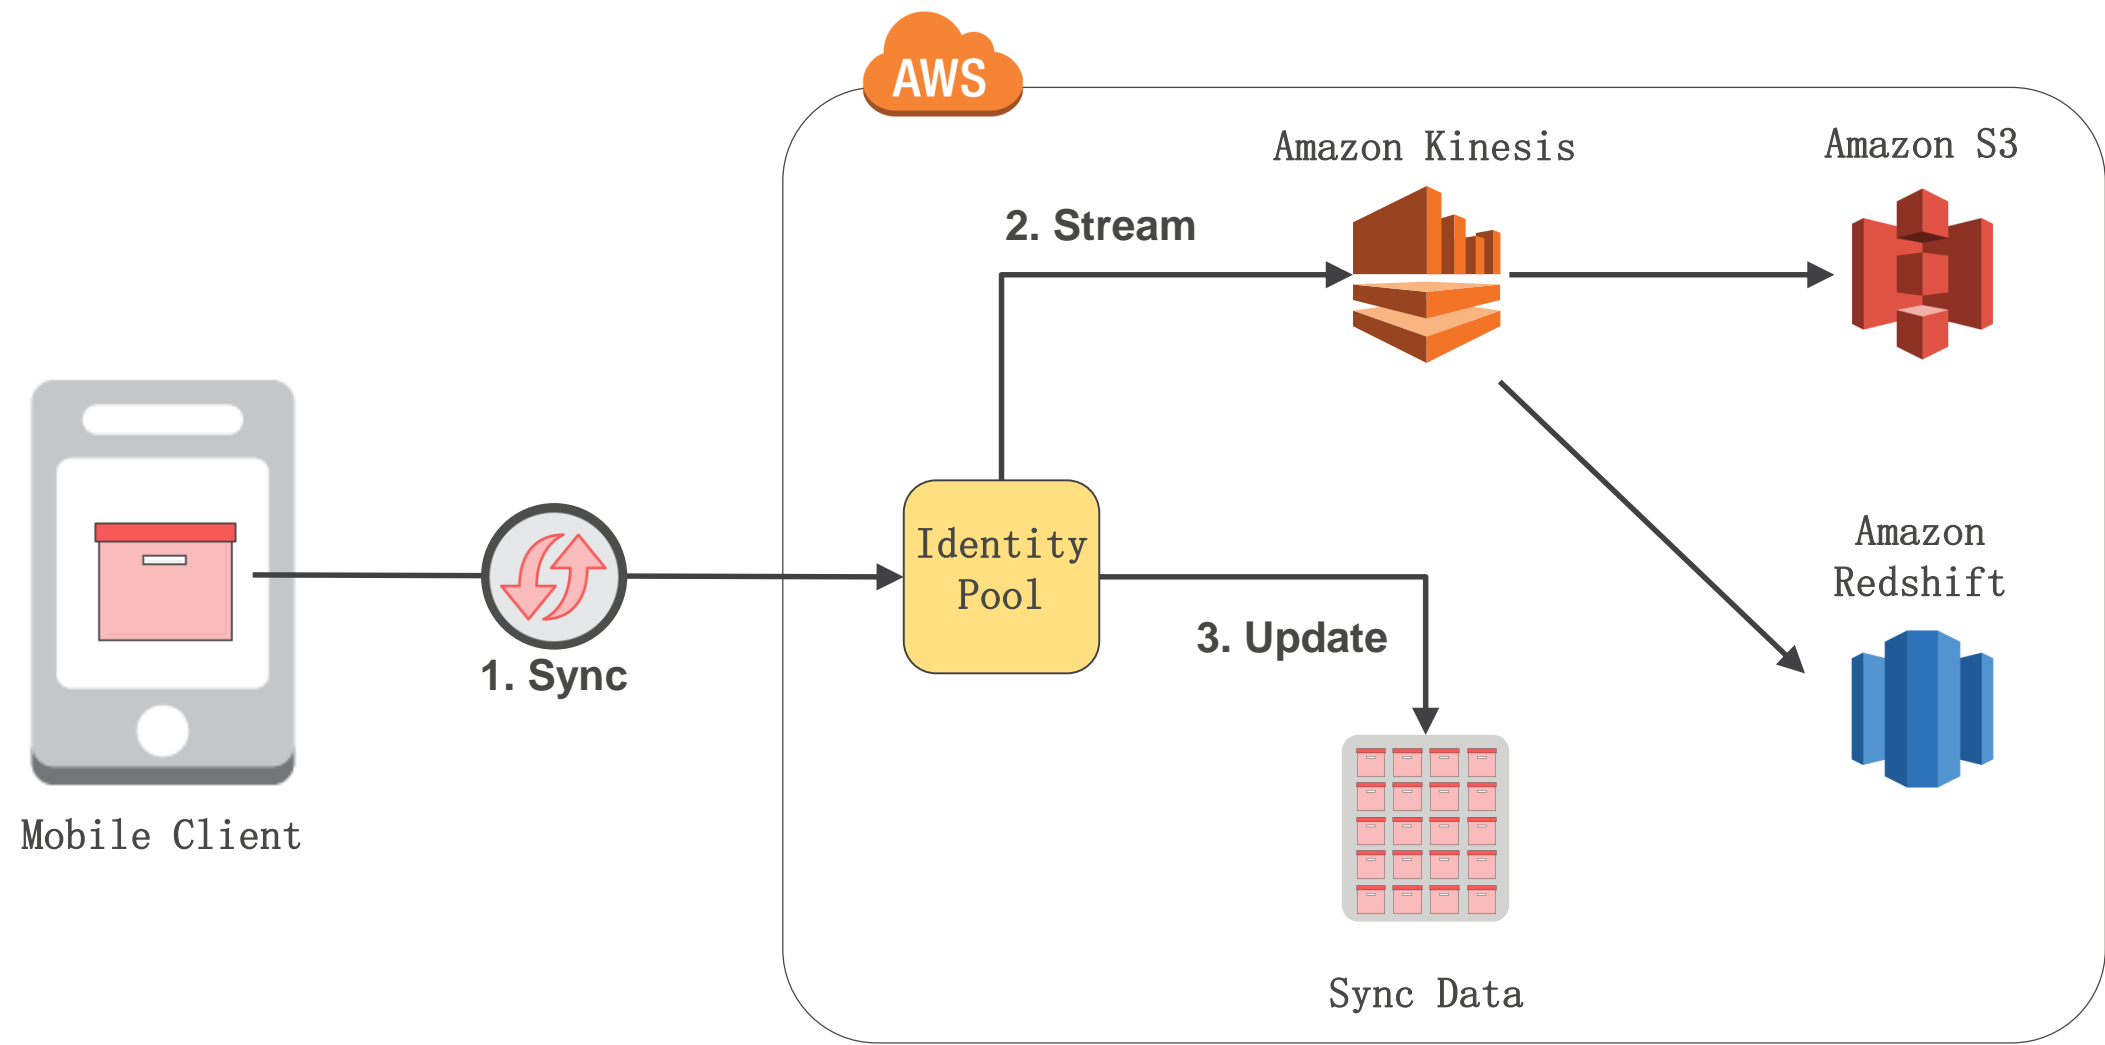 AWS
Amazon Kinesis
Amazon S3
2. Stream
Identity
Pool
Amazon
Redshift
3. Update
1. Sync
Mobile Client
Sync Data